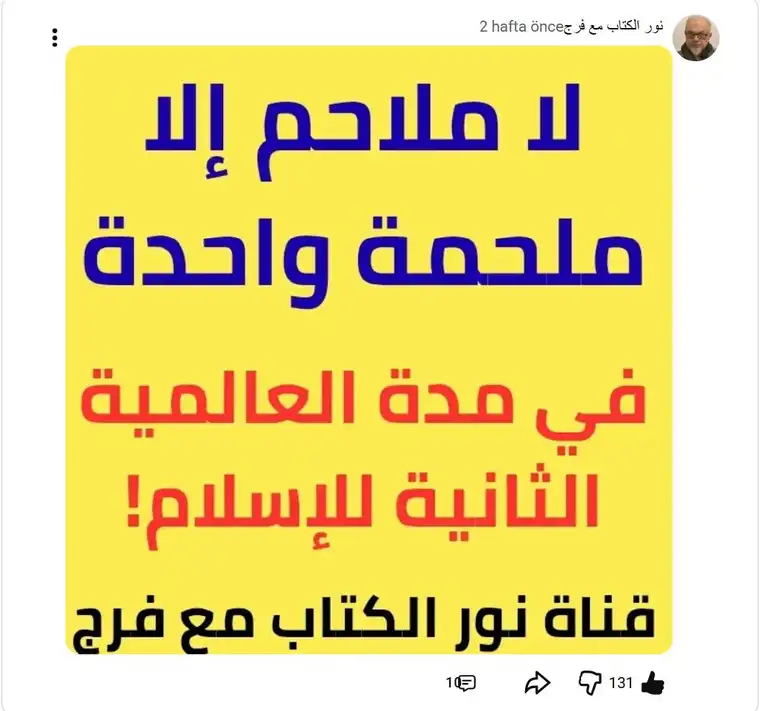 نور الكتاب مع فرج 2 hafta önce
لا ملاحم إلا
ملحمة واحدة
في مدة العالمية
الثانية للإسلام!
قناة نور الكتاب مع فرج
131
10